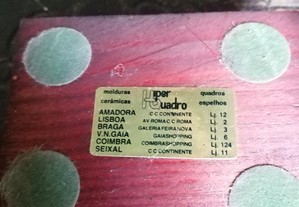 molduras Hiper quadros
cerâmicas Quadro espelhos
AMADORA C C CONTINENTE Lj. 12
LISBOA AV. ROMA C.C ROMA Lj. 2
BRAGA GALERIA FEIRA NOVA Lj. 3
V.N.GAIA GAIASHOPPING Lj. 6
COIMBRA COIMBRASHOPPING Lj. 124
SEIXAL C C CONTINENTE Lj. 11